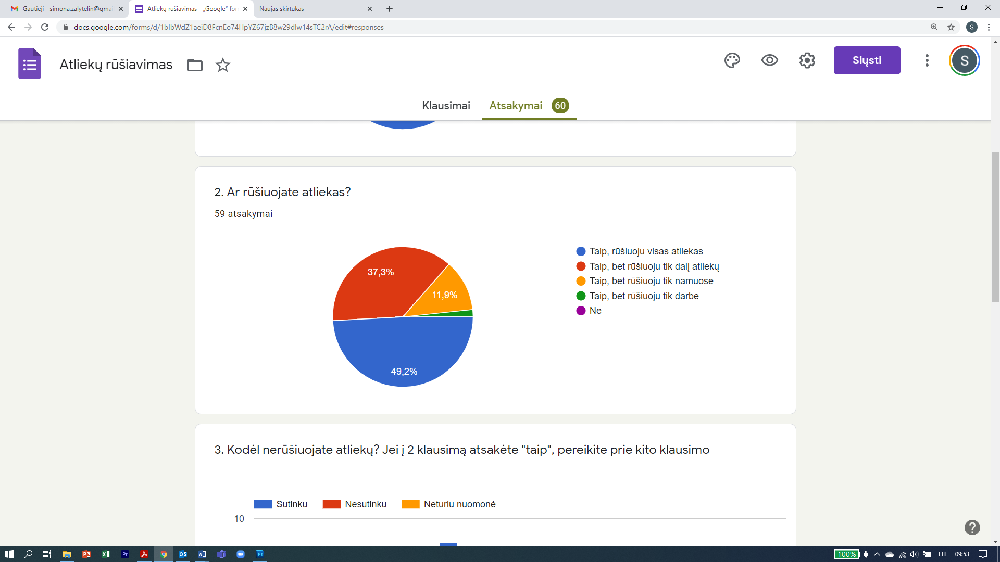 Gautieji - simona.zalytelin@gmai
Atliekų rūšiavimas - „Google“ for
Naujas skirtukas
docs.google.com/forms/d/1bIbWdZ1aeiD8FcnEo74HpYZ67jzB8w29dIw14sTC2rA/edit#responses
S
Atliekų rūšiavimas
Siųsti
S
Klausimai
Atsakymai 60
2. Ar rūšiuojate atliekas?
59 atsakymai
37,3%
11,9%
49,2%
Taip, rūšiuoju visas atliekas
Taip, bet rūšiuoju tik dalį atliekų
Taip, bet rūšiuoju tik namuose
Taip, bet rūšiuoju tik darbe
Ne
3. Kodėl nerūšiuojate atliekų? Jei į 2 klausimą atsakėte "taip", pereikite prie kito klausimo
Sutinku
Nesutinku
Neturiu nuomonė
10
100%
LIT
09:53